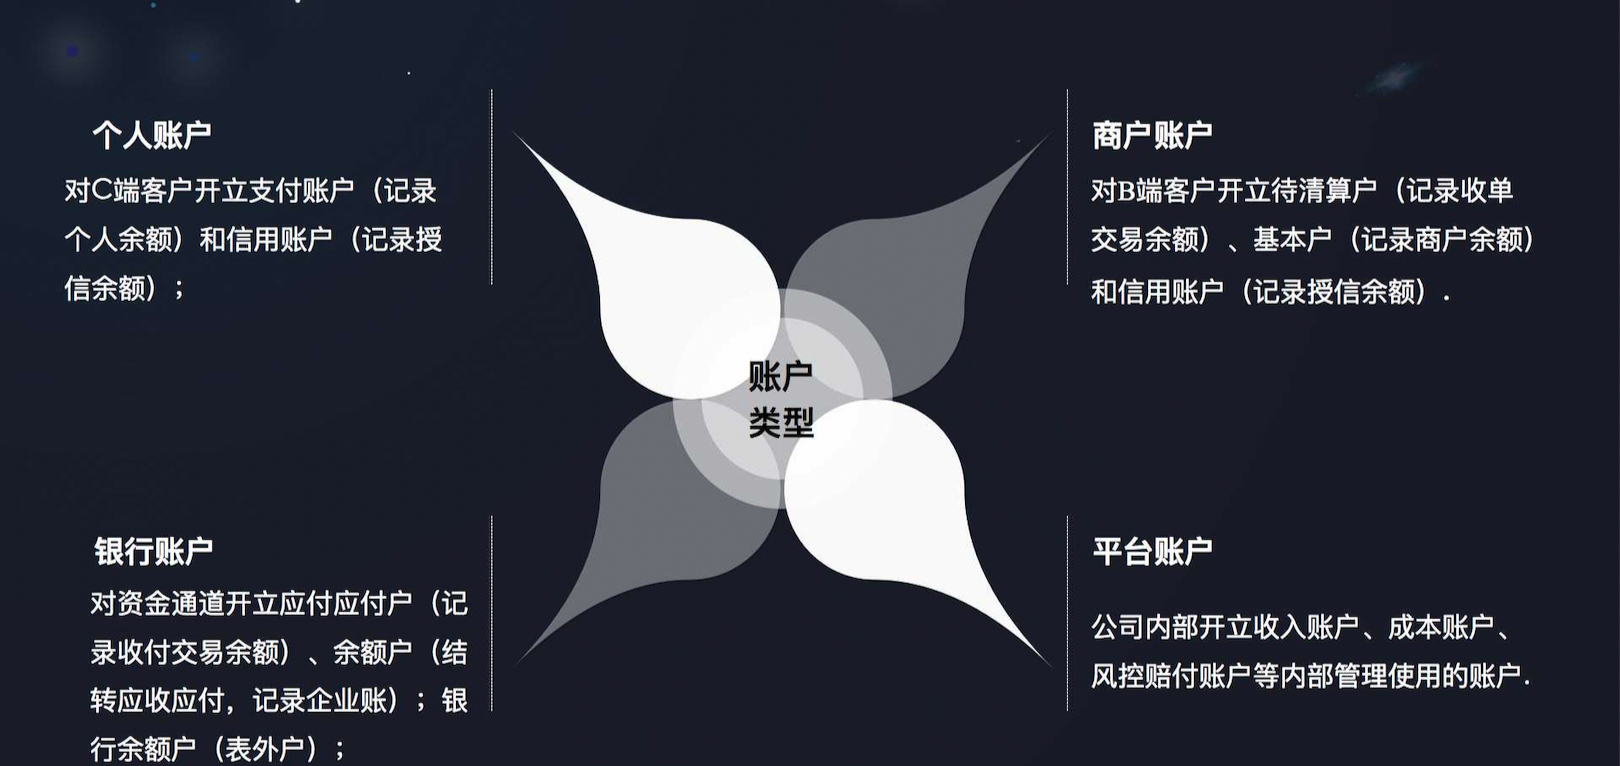 个人账户
对C端客户开立支付账户（记录
个人余额）和信用账户（记录授
信余额）；
商户账户
对B端客户开立待清算户（记录收单
交易余额）、基本户（记录商户余额）
和信用账户（记录授信余额）.
账户
类型
银行账户
对资金通道开立应付应付户（记
录收付交易余额）、余额户（结
转应收应付，记录企业账）；银
行余额户（表外户）；
平台账户
公司内部开立收入账户、成本账户、
风控赔付账户等内部管理使用的账户.